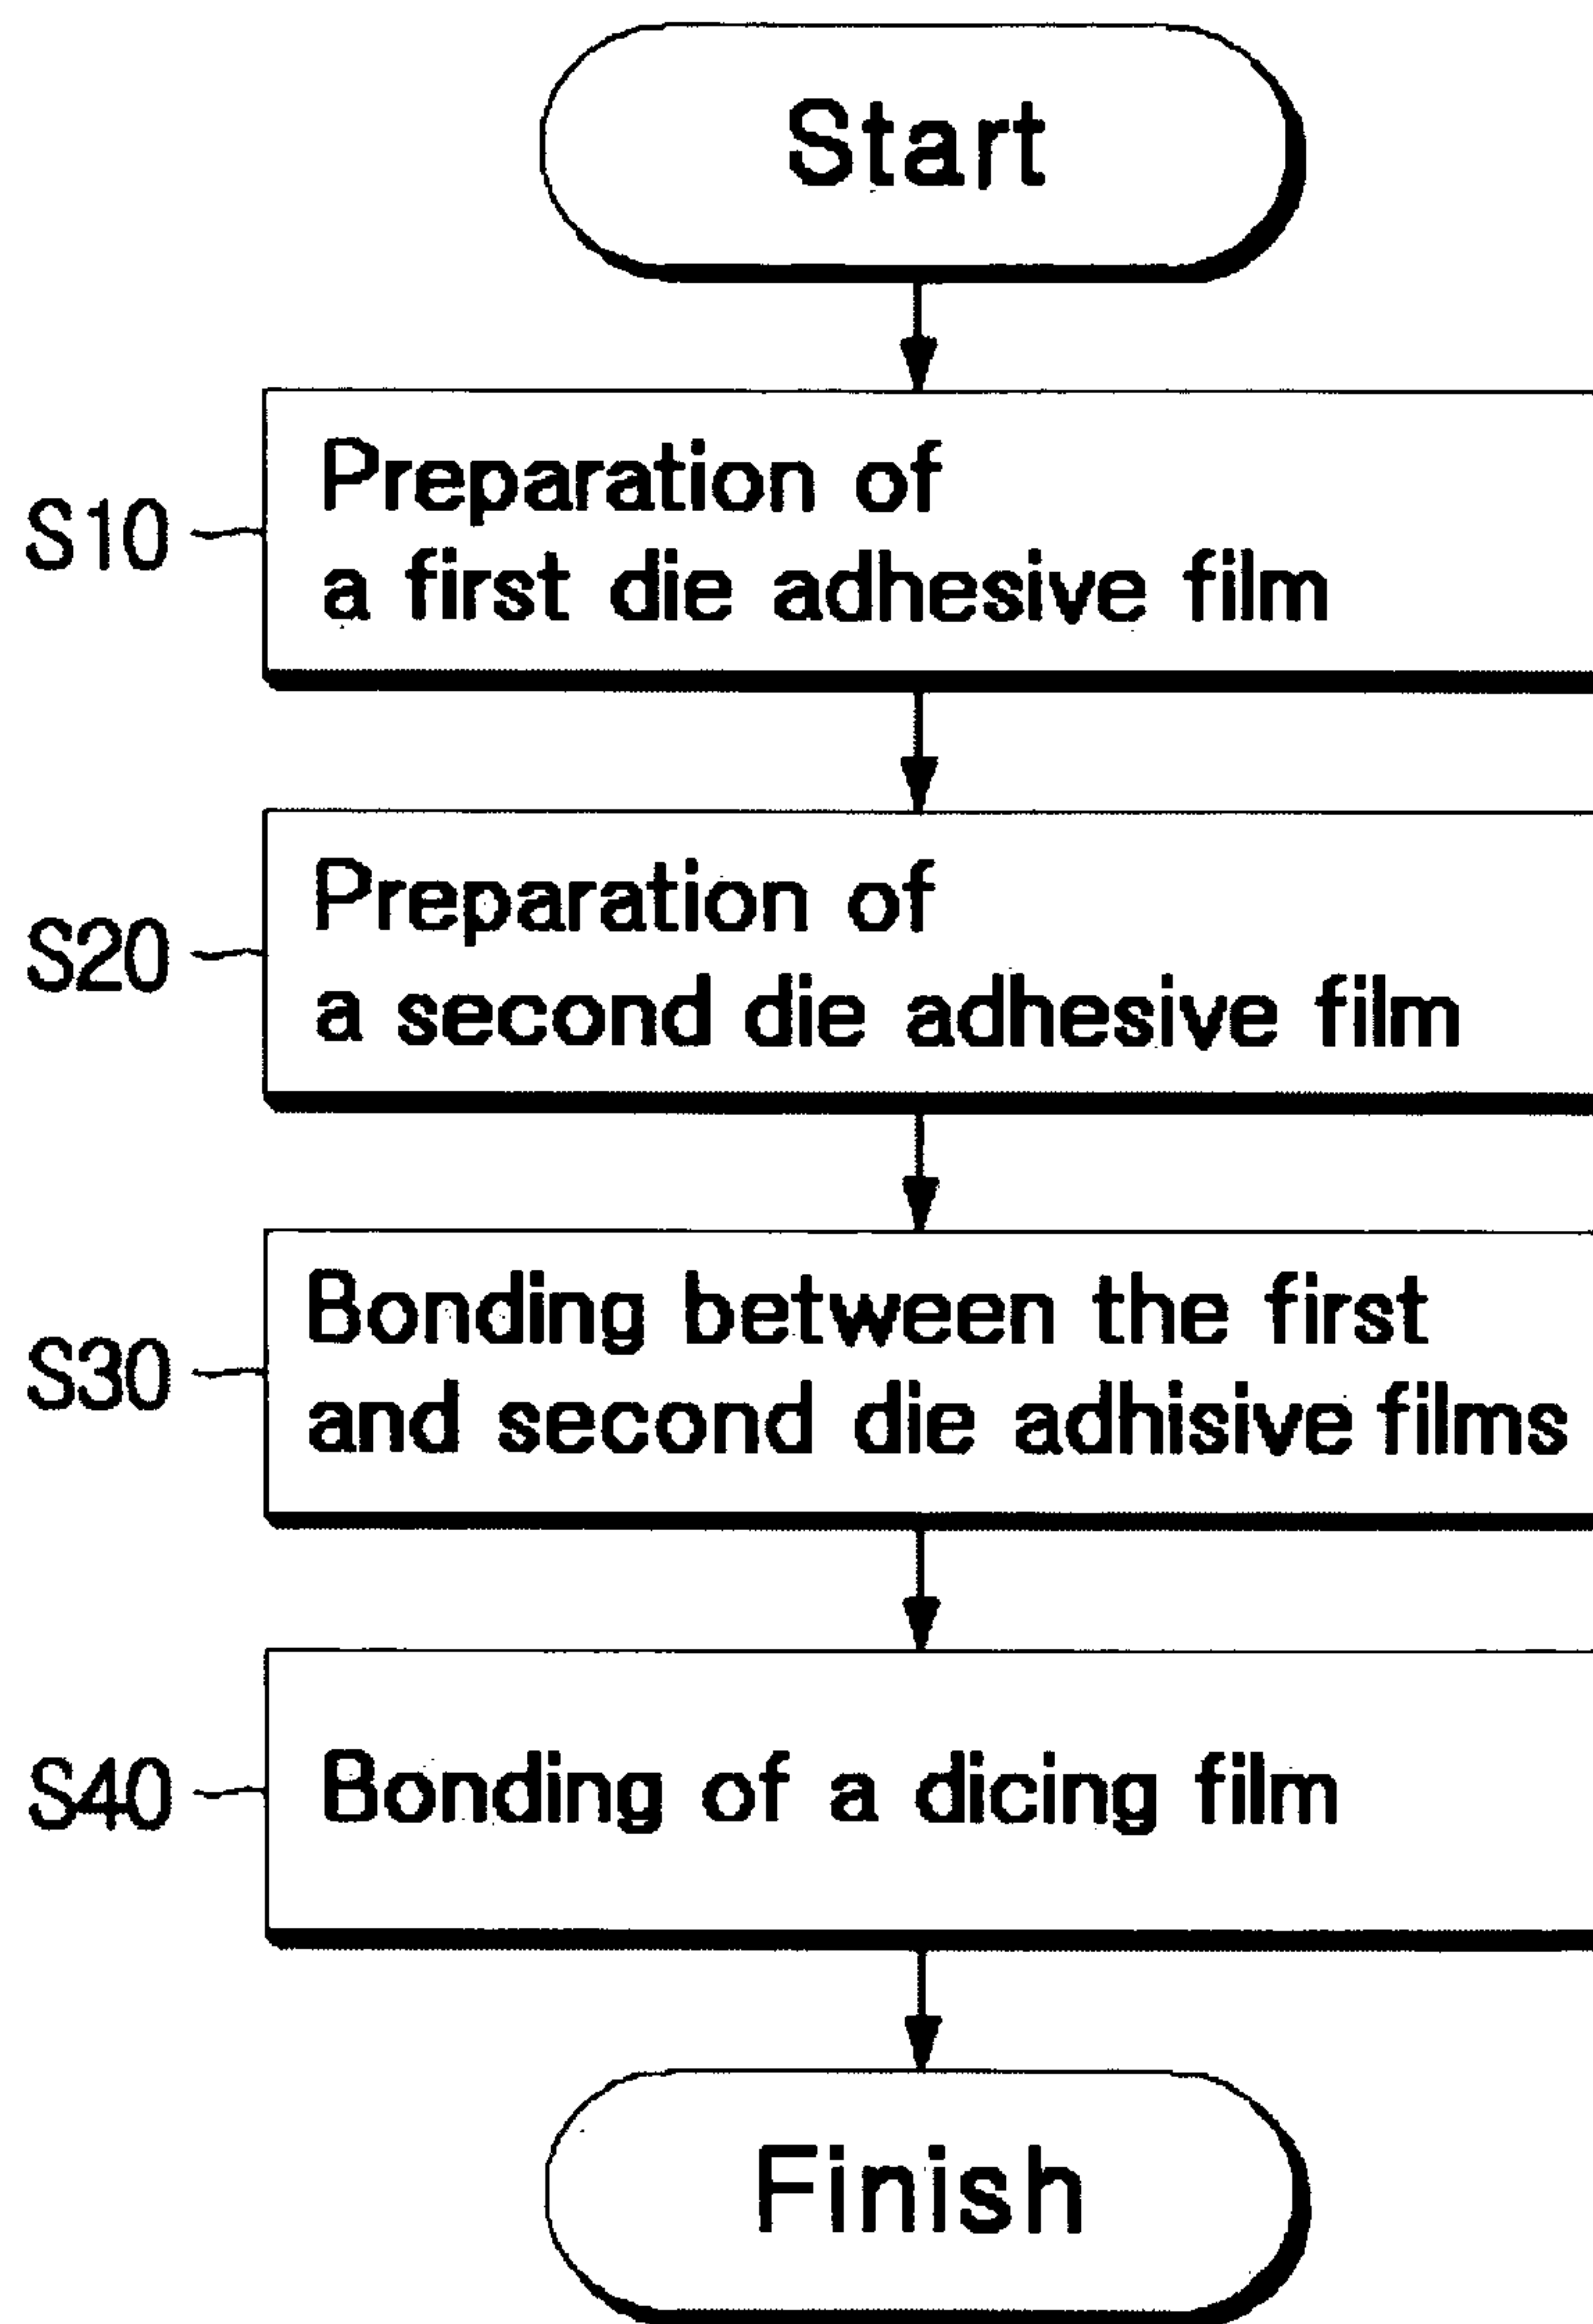 Start
S10
Preparation of
a first die adhesive film
S20
Preparation of
a second die adhesive film
S30
Bonding between the first
and second die adhisive films
S40
Bonding of a dicing film
Finish